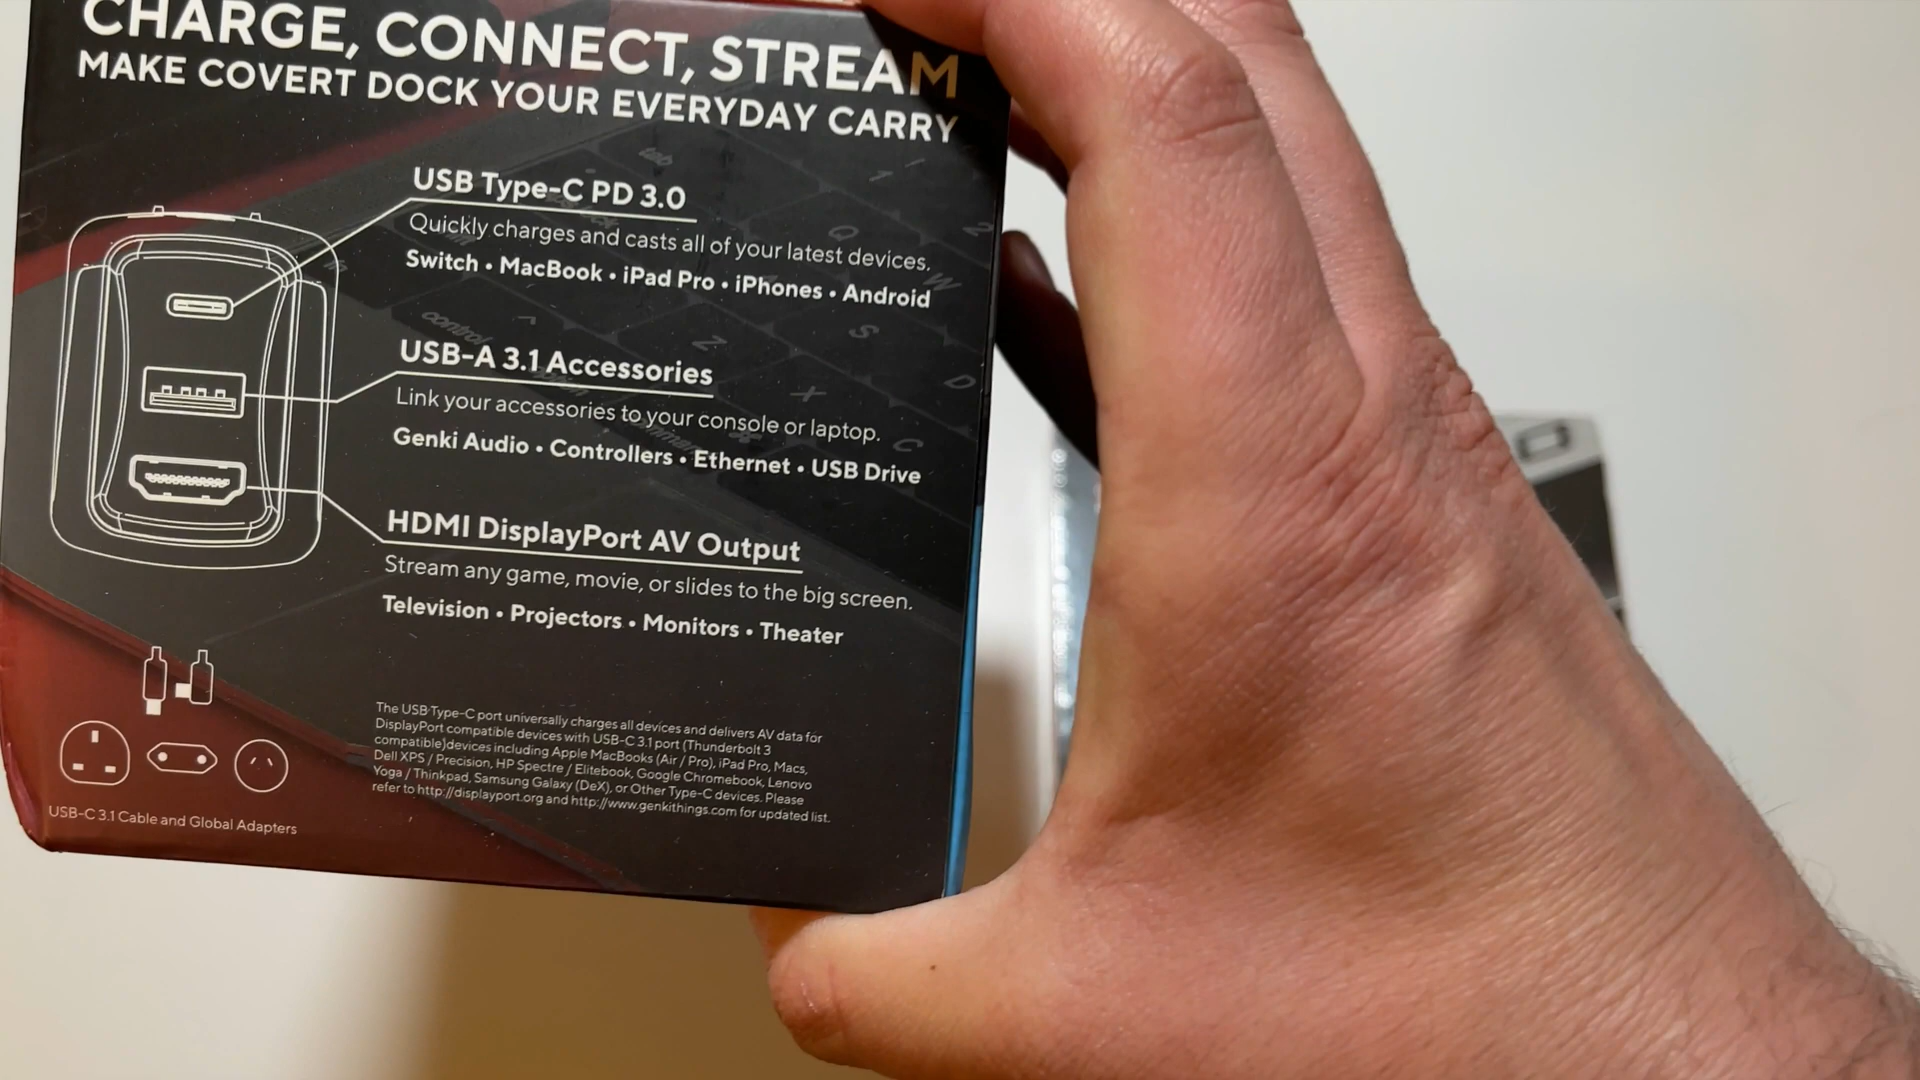 CHARGE, CONNECT, STREAM
MAKE COVERT DOCK YOUR EVERYDAY CARRY
USB Type-C PD 3.0
Quickly charges and casts all of your latest devices.
Switch • MacBook • iPad Pro • iPhones • Android
USB-A 3.1 Accessories
Link your accessories to your console or laptop.
Genki Audio • Controllers • Ethernet • USB Drive
HDMI DisplayPort AV Output
Stream any game, movie, or slides to the big screen.
Television • Projectors • Monitors • Theater
The USB Type-C port universally charges all devices and delivers AV data for
DisplayPort compatible devices with USB-C 3.1 port (Thunderbolt 3
compatible)devices including Apple MacBooks (Air / Pro), iPad Pro, Macs,
Dell XPS / Precision, HP Spectre / Elitebook, Google Chromebook, Lenovo
Yoga / Thinkpad, Samsung Galaxy (DeX), or Other Type-C devices. Please
refer to http://displayport.org and http://www.genkithings.com for updated list.
USB-C 3.1 Cable and Global Adapters
tab
1
Q
2
W
control
Z
S
X
D
C